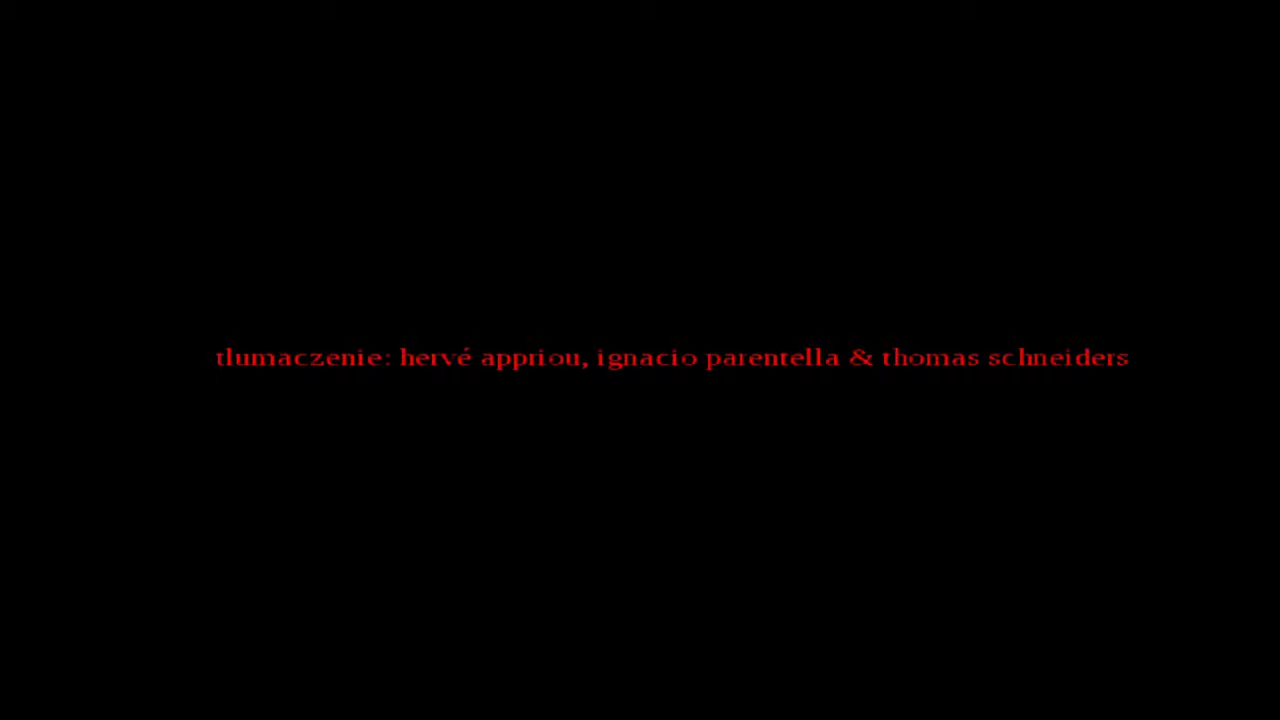 tlumaczenie: hervé appriou, ignacio parentella & thomas schneiders